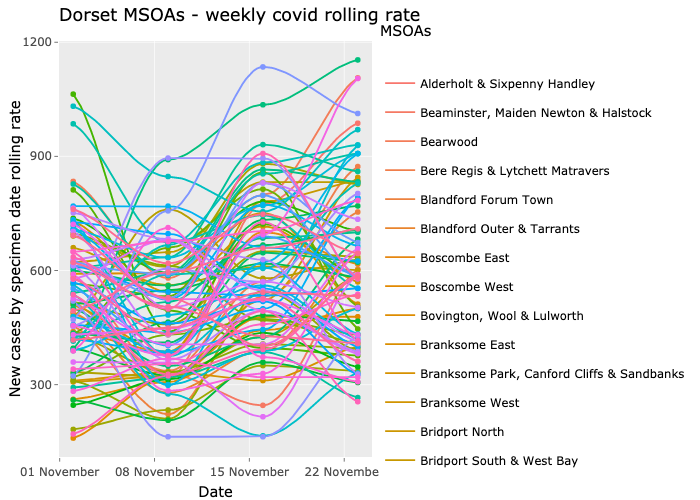 Dorset MSOAs - weekly covid rolling rate
MSOAs
1200
900
600
300
New cases by specimen date rolling rate
01 November
08 November
15 November
22 Novembe
Date
Alderholt & Sixpenny Handley
Beaminster, Maiden Newton & Halstock
Bearwood
Bere Regis & Lytchett Matravers
Blandford Forum Town
Blandford Outer & Tarrants
Boscombe East
Boscombe West
Bovington, Wool & Lulworth
Branksome East
Branksome Park, Canford Cliffs & Sandbanks
Branksome West
Bridport North
Bridport South & West Bay